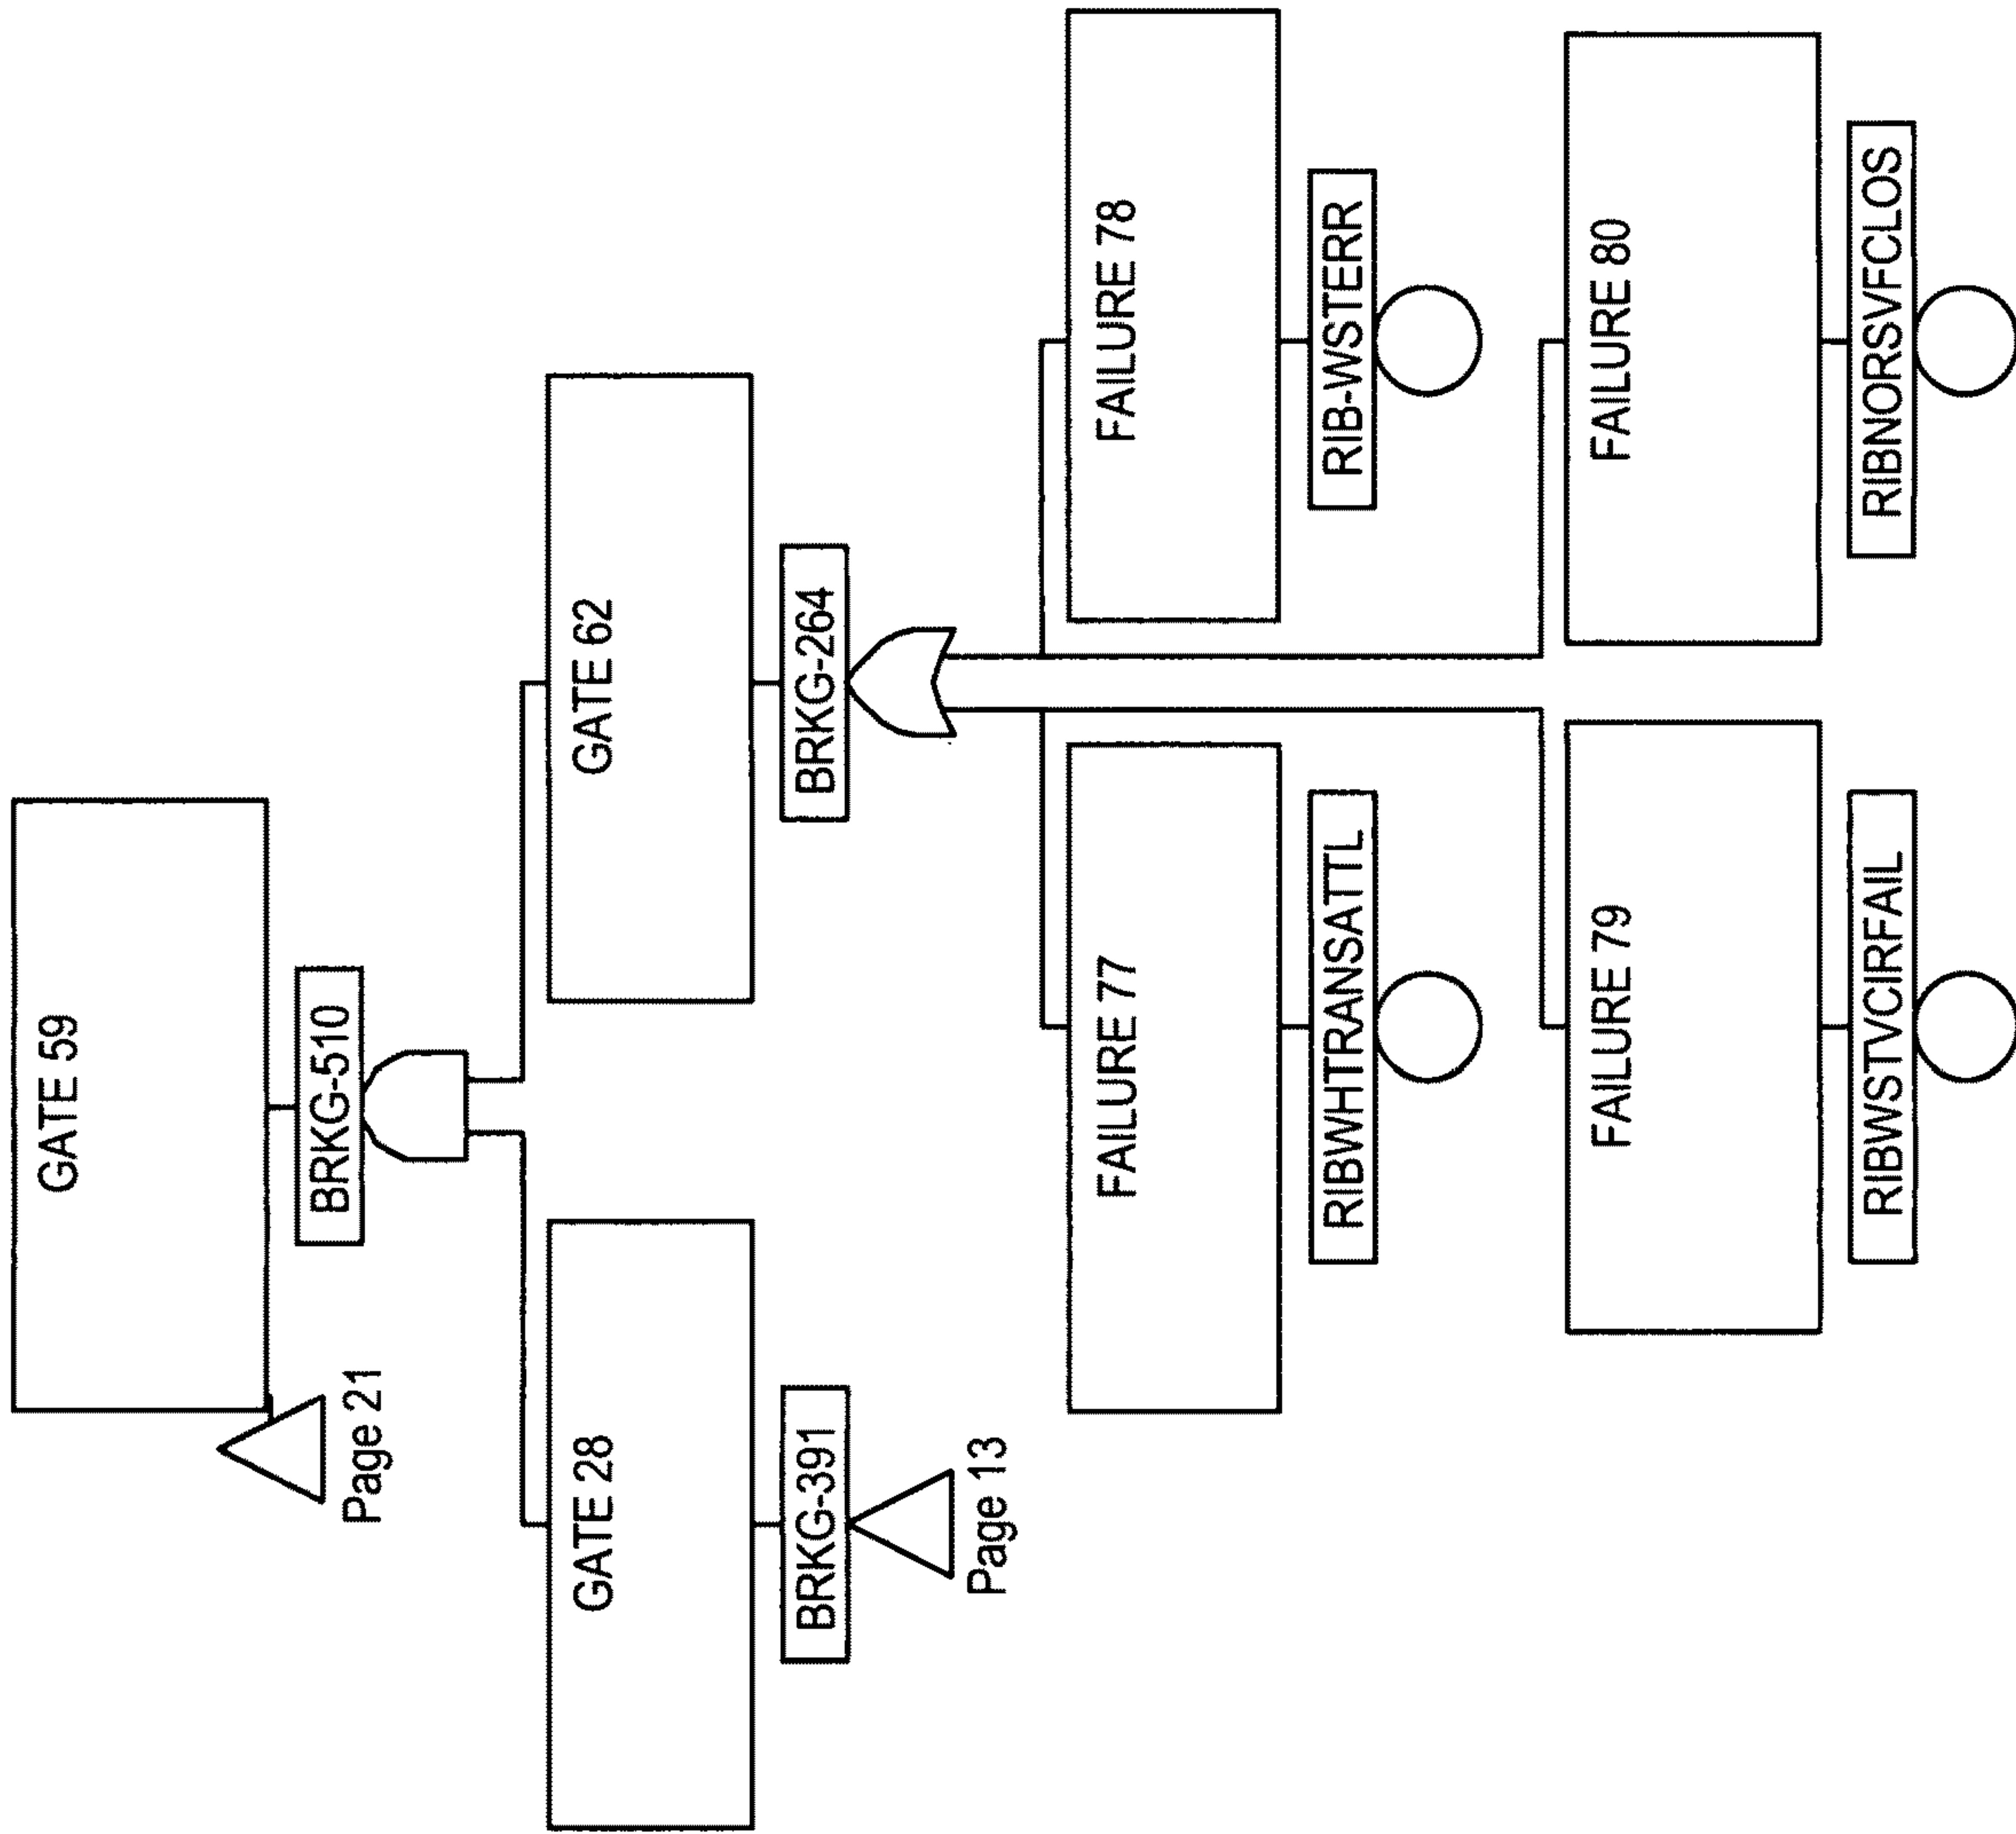 GATE 59
BRKG-510
Page 21
GATE 28
BRKG-391
Page 13
GATE 62
BRKG-264
FAILURE 77
RIBWHTRANSATTL
FAILURE 78
RIB-WSTERR
FAILURE 79
RIBWSTVCIRFAIL
FAILURE 80
RIBNORSVFCLOS